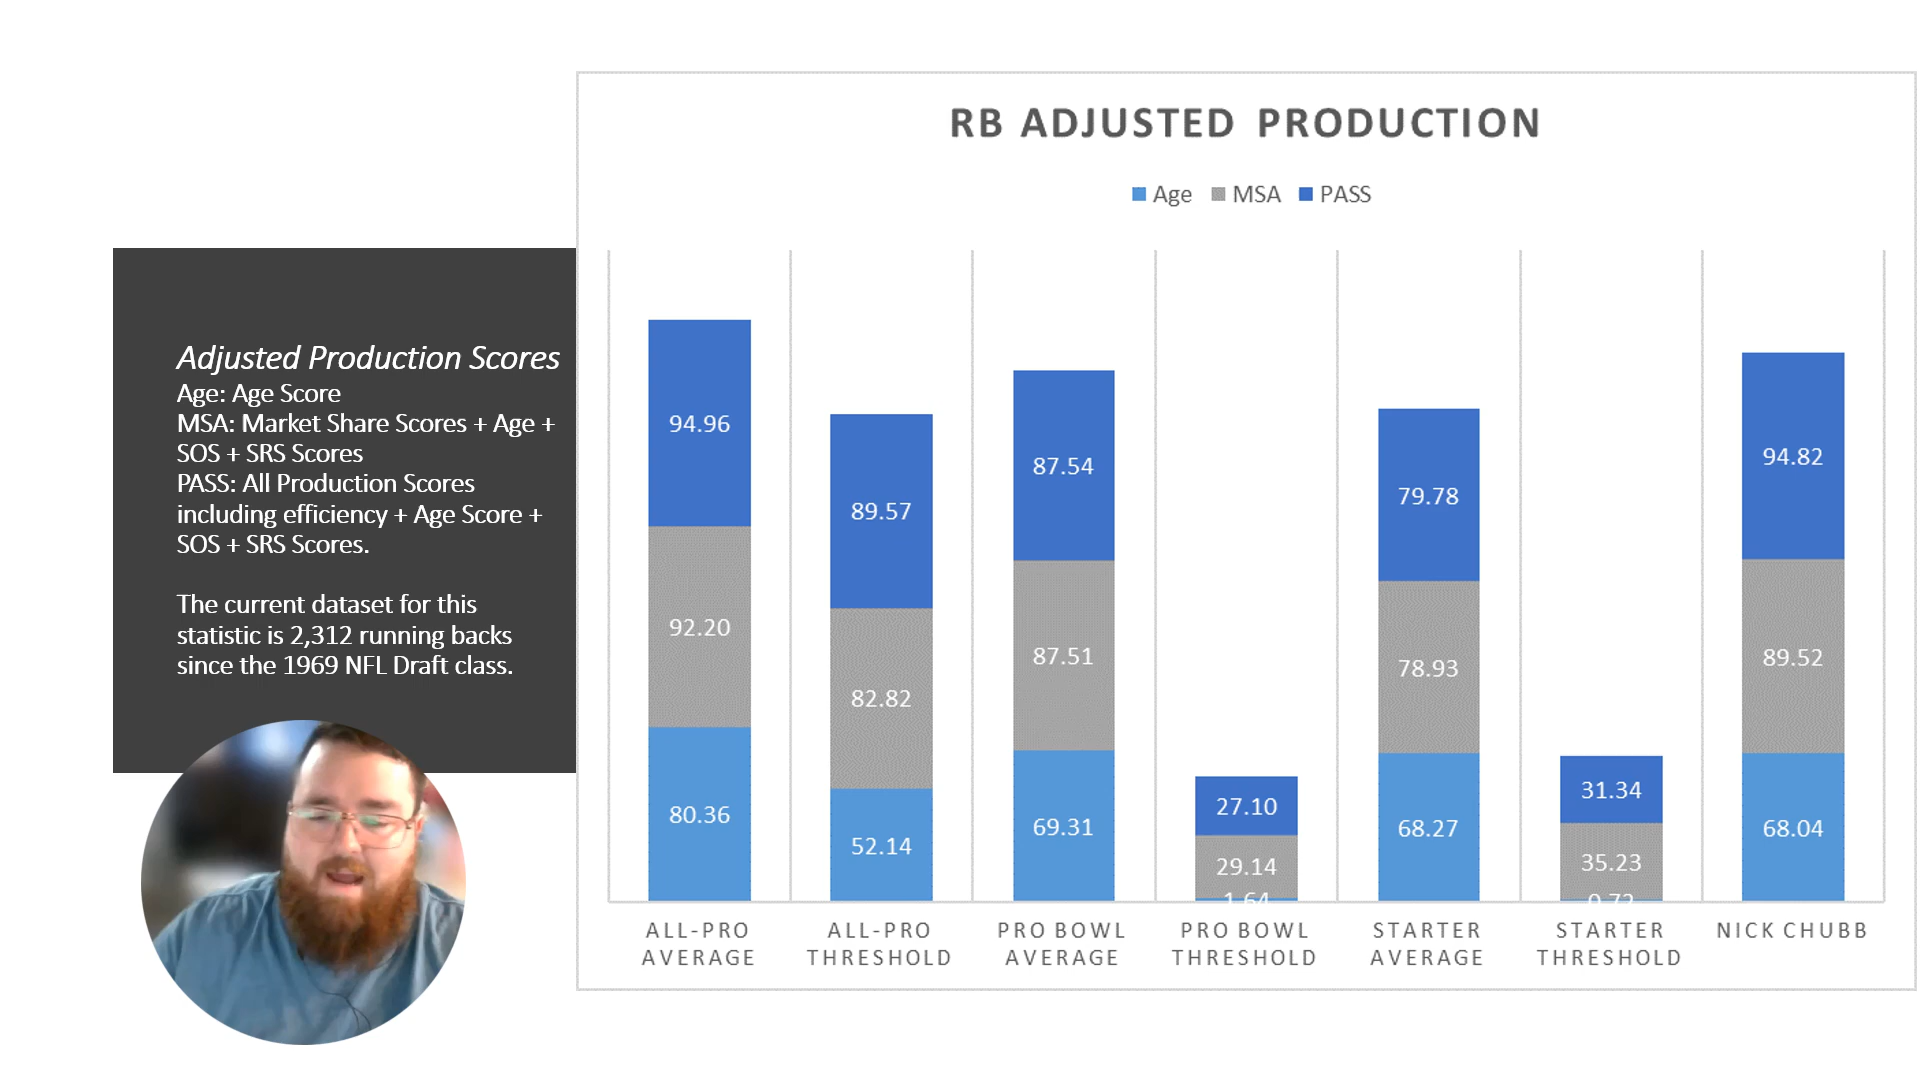 RB ADJUSTED PRODUCTION
Age MSA PASS
Adjusted Production Scores
Age: Age Score
MSA: Market Share Scores + Age +
SOS + SRS Scores
PASS: All Production Scores
including efficiency + Age Score +
SOS + SRS Scores.
The current dataset for this
statistic is 2,312 running backs
since the 1969 NFL Draft class.
94.96
92.20
80.36
89.57
82.82
52.14
87.54
87.51
69.31
27.10
29.14
1.64
79.78
78.93
68.27
31.34
35.23
0.72
94.82
89.52
68.04
ALL-PRO
AVERAGE
ALL-PRO
THRESHOLD
PRO BOWL
AVERAGE
PRO BOWL
THRESHOLD
STARTER
AVERAGE
STARTER
THRESHOLD
NICK CHUBB